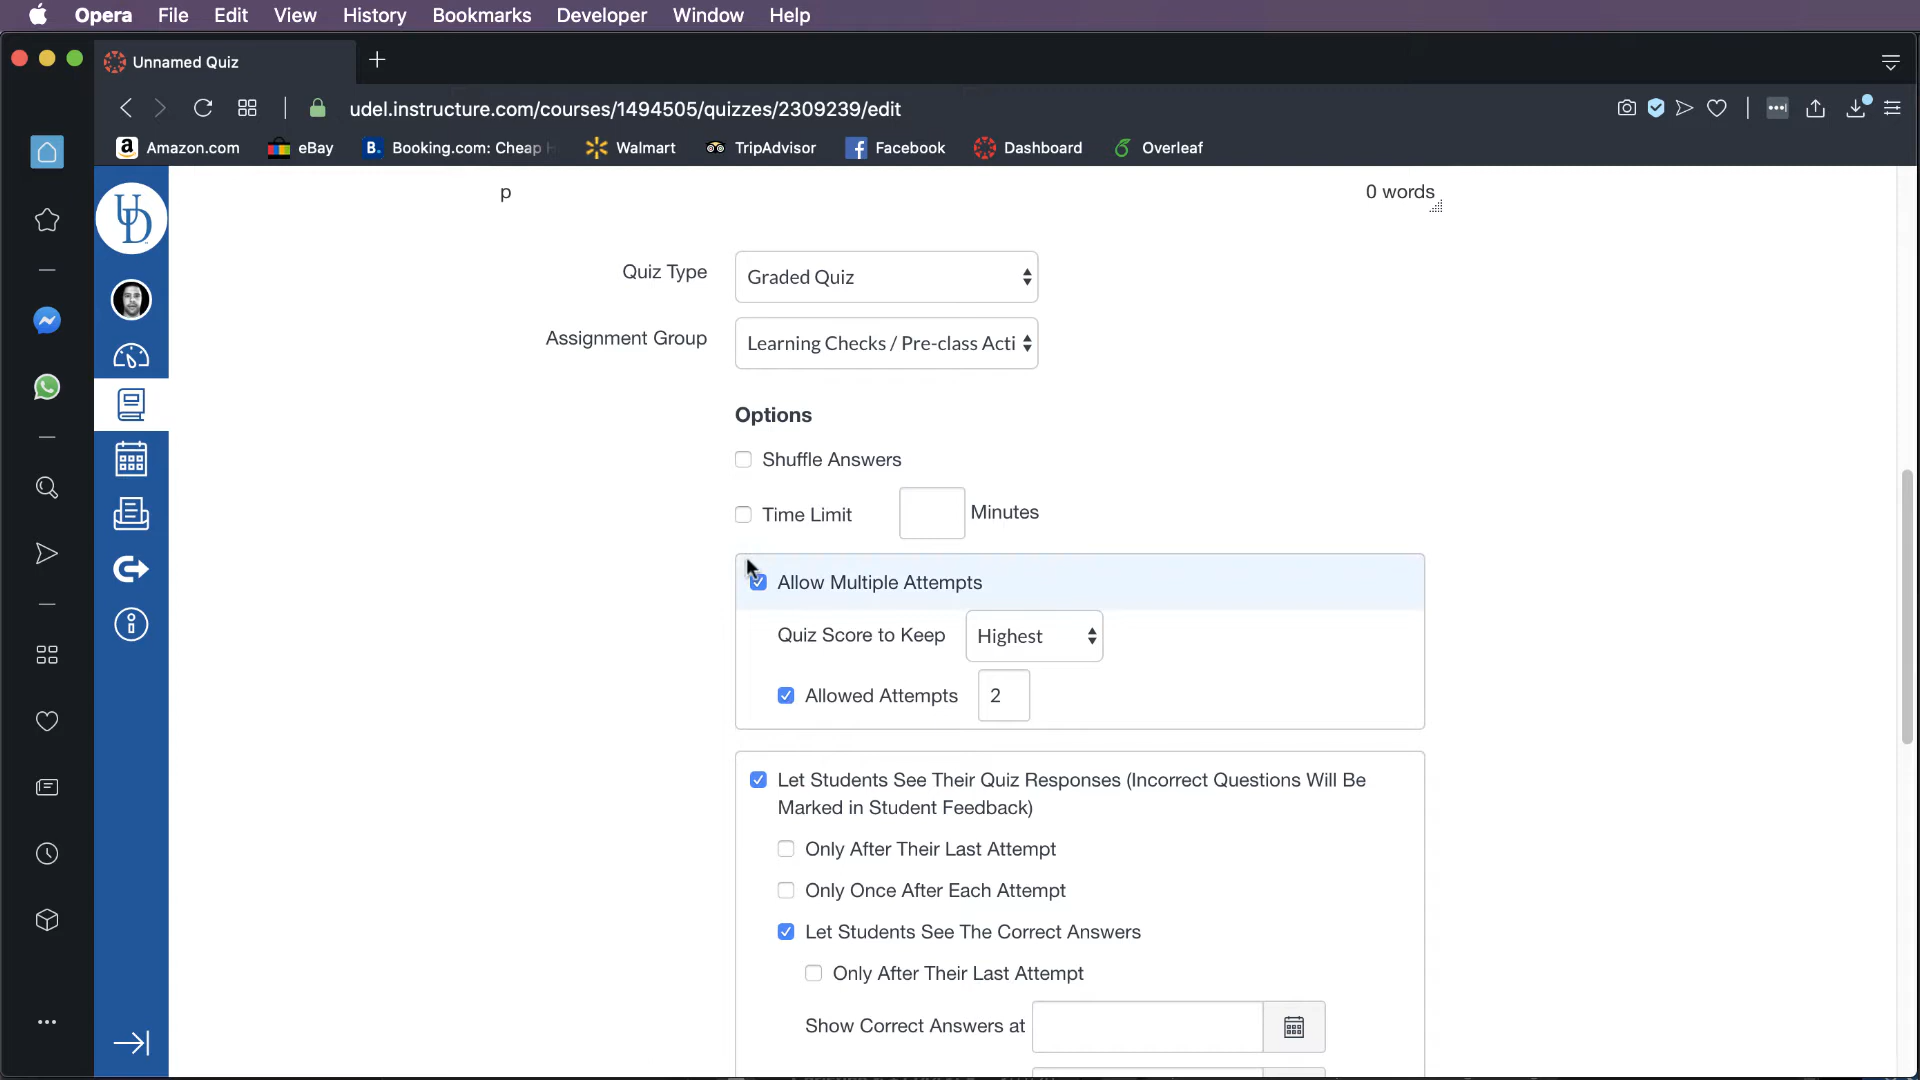 Opera File Edit View History Bookmarks Developer Window Help
Unnamed Quiz
udel.instructure.com/courses/1494505/quizzes/2309239/edit
Amazon.com eBay Booking.com: Cheap Walmart TripAdvisor Facebook Dashboard Overleaf
UD
p 0 words
Quiz Type Graded Quiz
Assignment Group Learning Checks / Pre-class Acti
Options
Shuffle Answers
Time Limit Minutes
Allow Multiple Attempts
Quiz Score to Keep Highest
Allowed Attempts 2
Let Students See Their Quiz Responses (Incorrect Questions Will Be
Marked in Student Feedback)
Only After Their Last Attempt
Only Once After Each Attempt
Let Students See The Correct Answers
Only After Their Last Attempt
Show Correct Answers at